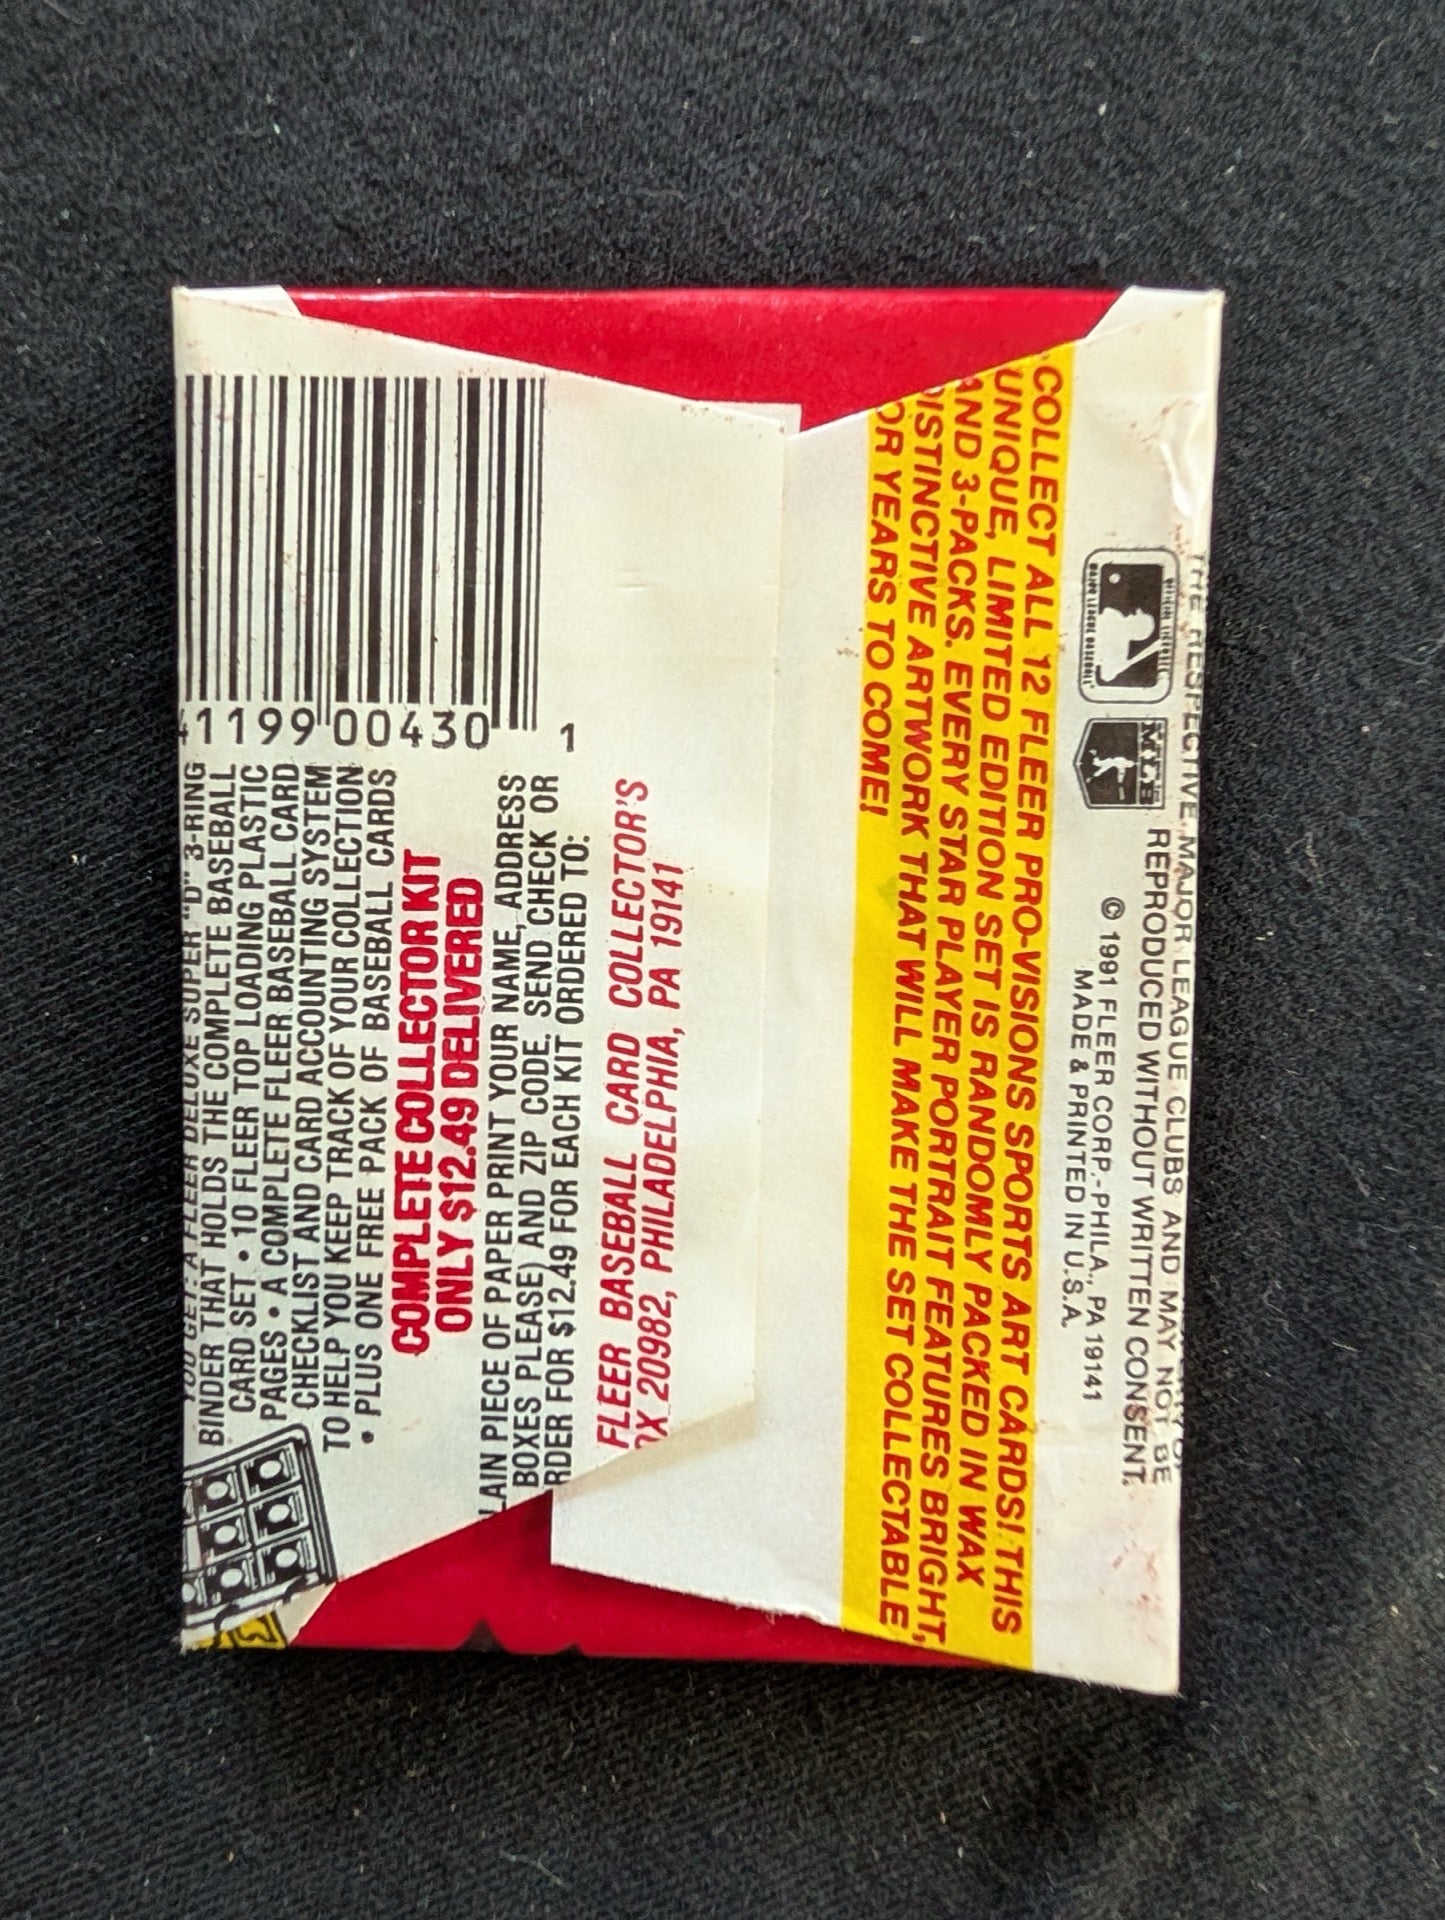 41199 00430 1
BINDER THAT HOLDS THE COMPLETE BASEBALL
CARD SET • 10 FLEER TOP LOADING PLASTIC
PAGES • A COMPLETE FLEER BASEBALL CARD
CHECKLIST AND CARD ACCOUNTING SYSTEM
TO HELP YOU KEEP TRACK OF YOUR COLLECTION
• PLUS ONE FREE PACK OF BASEBALL CARDS
COMPLETE COLLECTOR KIT
ONLY $12.49 DELIVERED
LAIN PIECE OF PAPER PRINT YOUR NAME, ADDRESS
BOXES PLEASE) AND ZIP CODE. SEND CHECK OR
RDER FOR $12.49 FOR EACH KIT ORDERED TO:
FLEER BASEBALL CARD COLLECTOR'S
OX 20982, PHILADELPHIA, PA 19141
COLLECT ALL 12 FLEER PRO-VISIONS SPORTS ART CARDS! THIS
UNIQUE, LIMITED EDITION SET IS RANDOMLY PACKED IN WAX
AND 3-PACKS. EVERY STAR PLAYER PORTRAIT FEATURES BRIGHT,
DISTINCTIVE ARTWORK THAT WILL MAKE THE SET COLLECTABLE
OR YEARS TO COME!
THE RESPECTIVE MAJOR LEAGUE CLUBS AND MAY NOT BE
REPRODUCED WITHOUT WRITTEN CONSENT.
© 1991 FLEER CORP.-PHILA., PA 19141
MADE & PRINTED IN U.S.A.
MAJOR LEAGUE BASEBALL